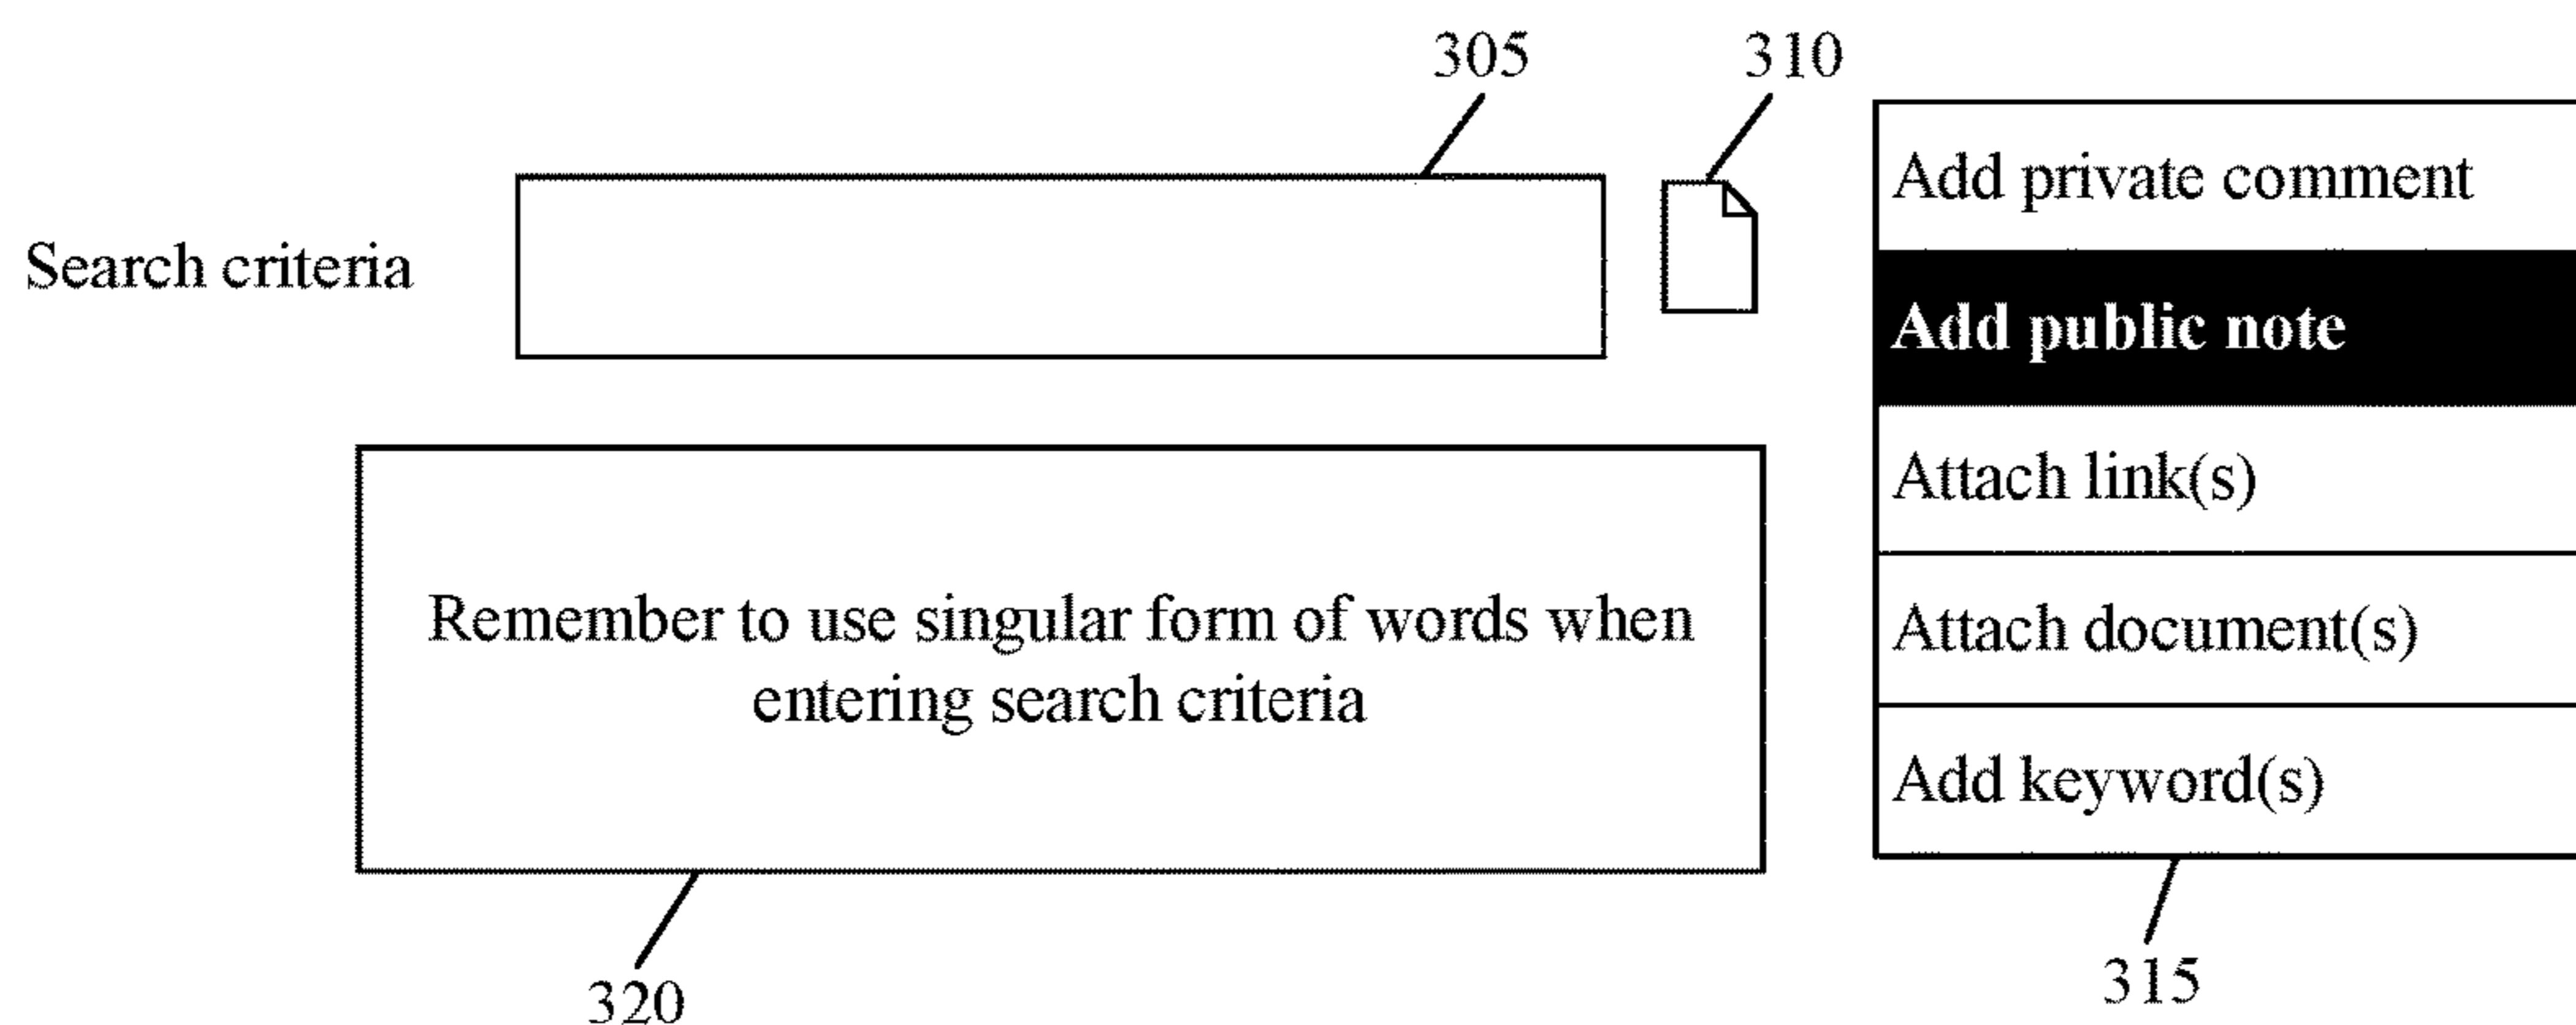 305
310
Search criteria
Add private comment
Add public note
Attach link(s)
Attach document(s)
Add keyword(s)
Remember to use singular form of words when
entering search criteria
320
315